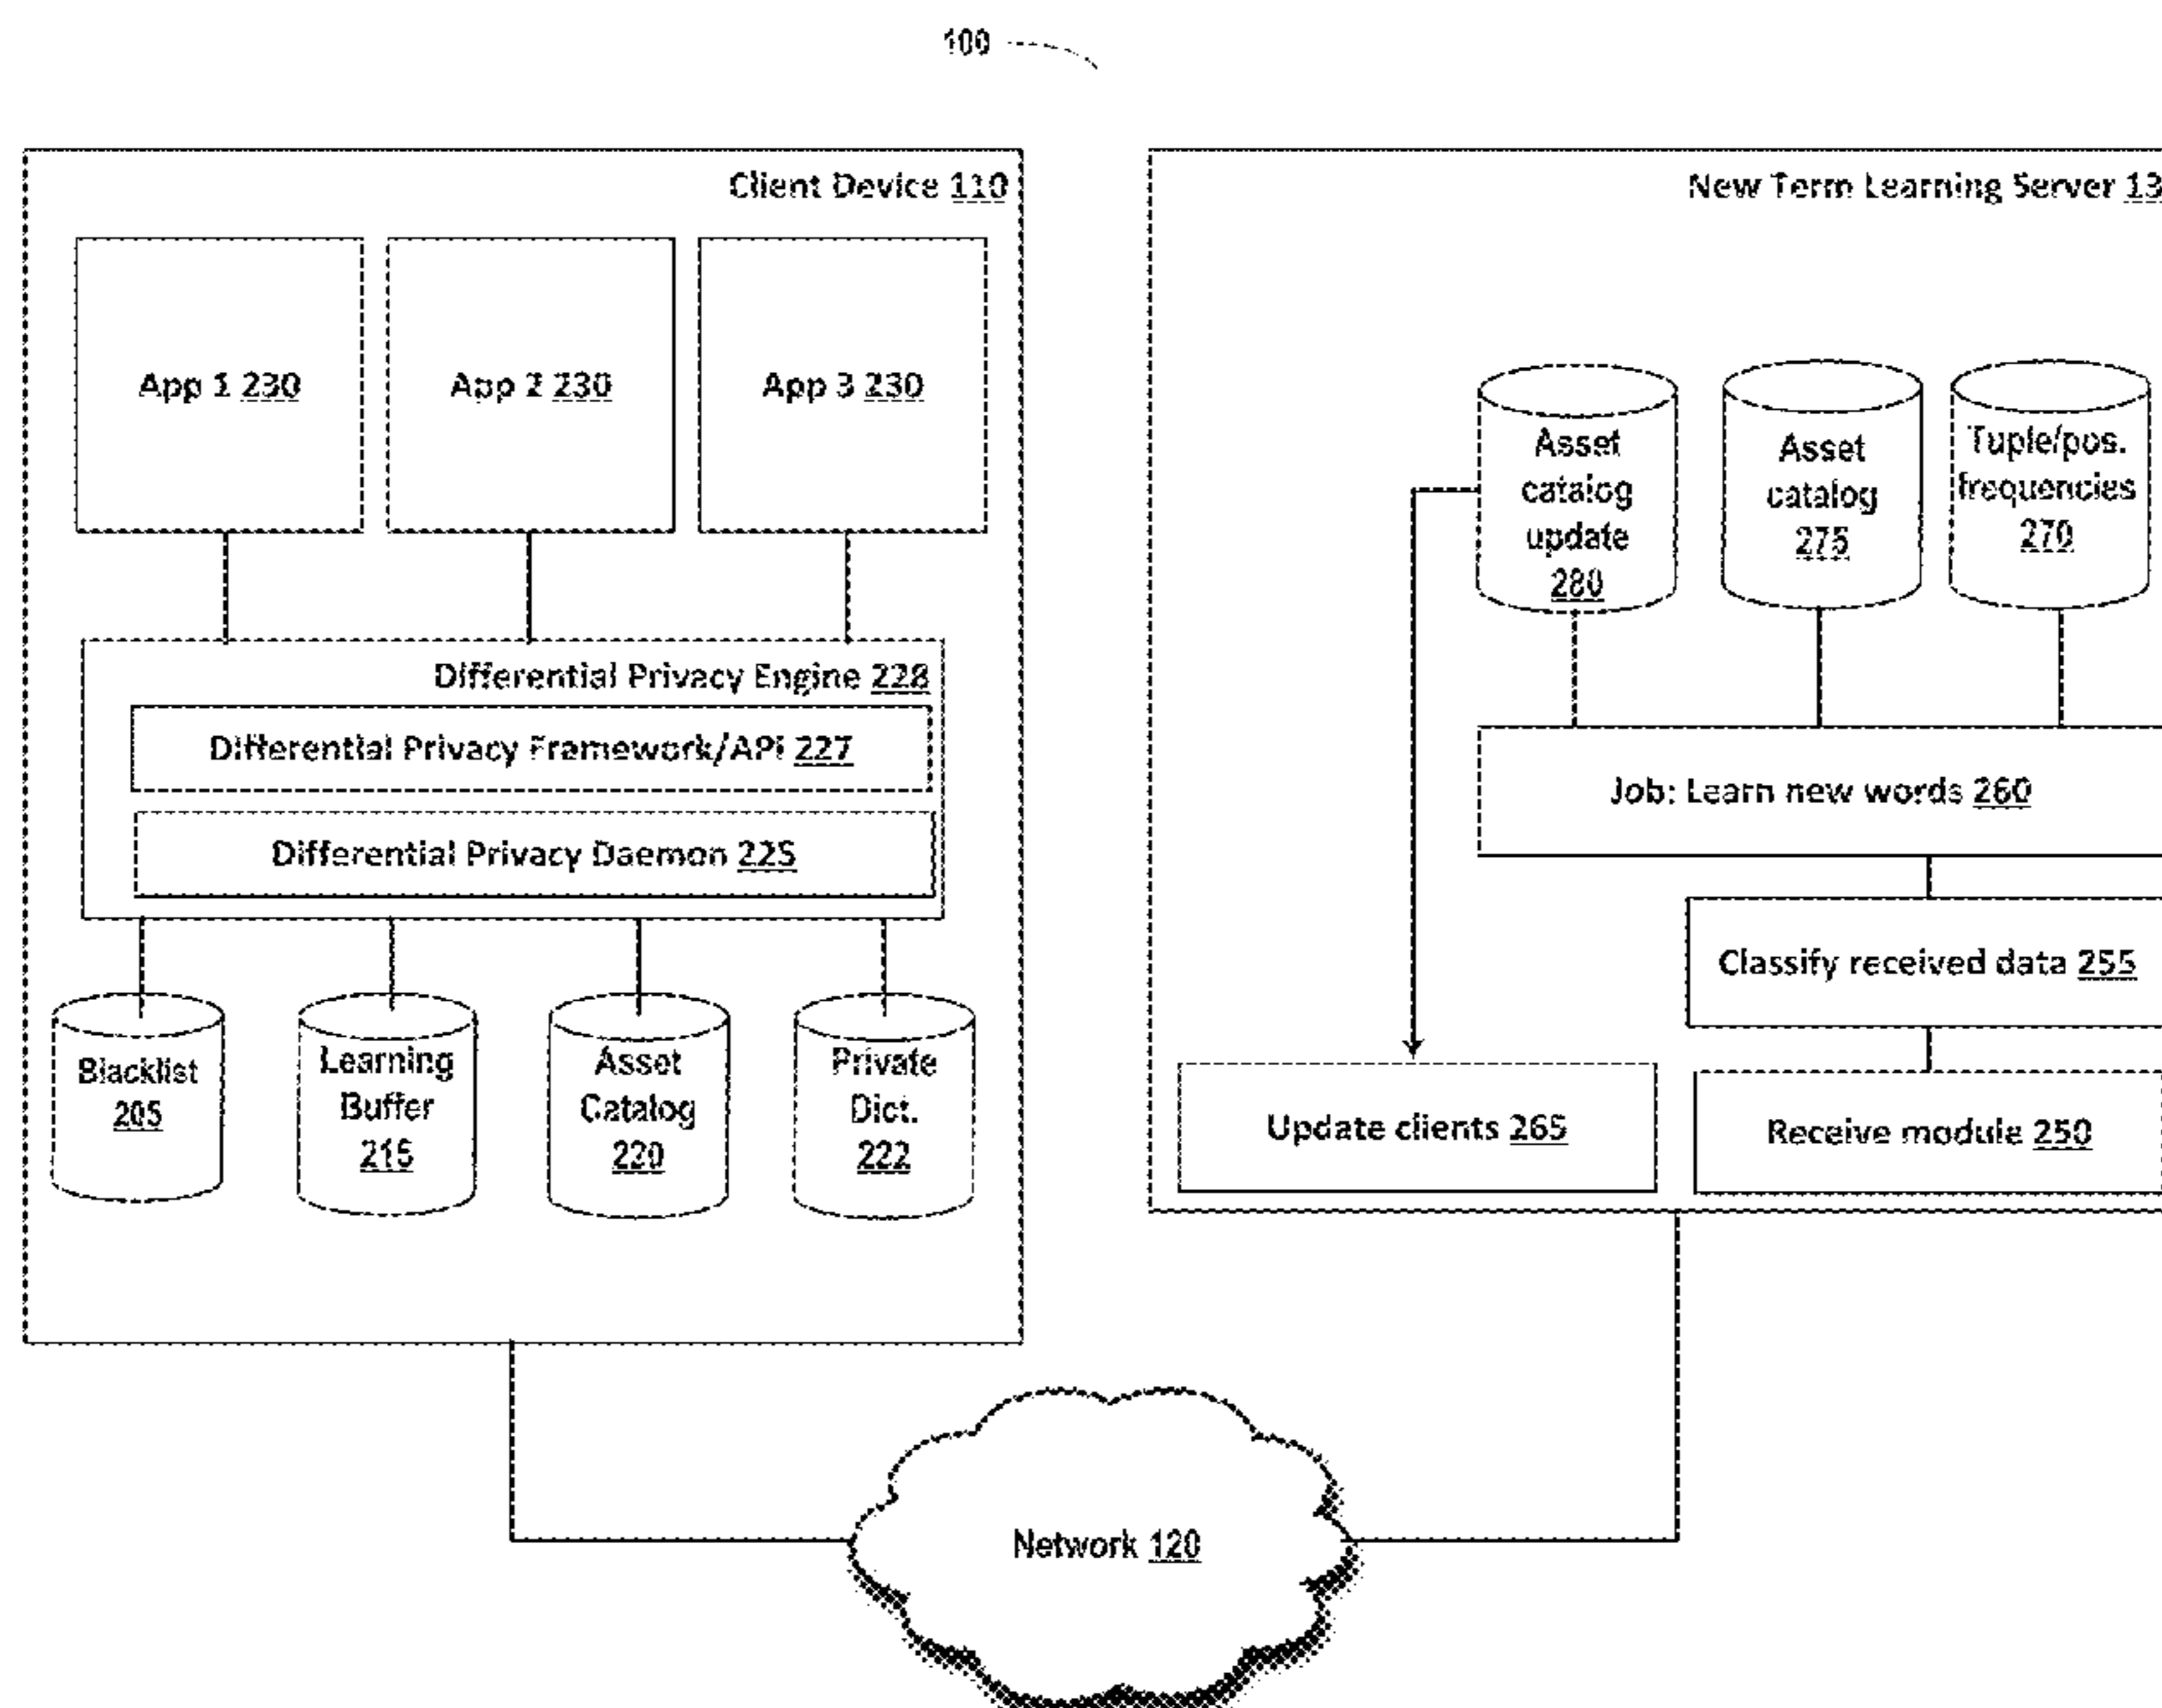 100
Client Device 110
App 1 230
App 2 230
App 3 230
Differential Privacy Engine 228
Differential Privacy Framework/API 227
Differential Privacy Daemon 225
Blacklist
205
Learning
Buffer
215
Asset
Catalog
220
Private
Dict.
222
New Term Learning Server 13
Asset
catalog
update
280
Asset
catalog
275
Tuple/pos.
frequencies
270
Job: Learn new words 260
Classify received data 255
Update clients 265
Receive module 250
Network 120